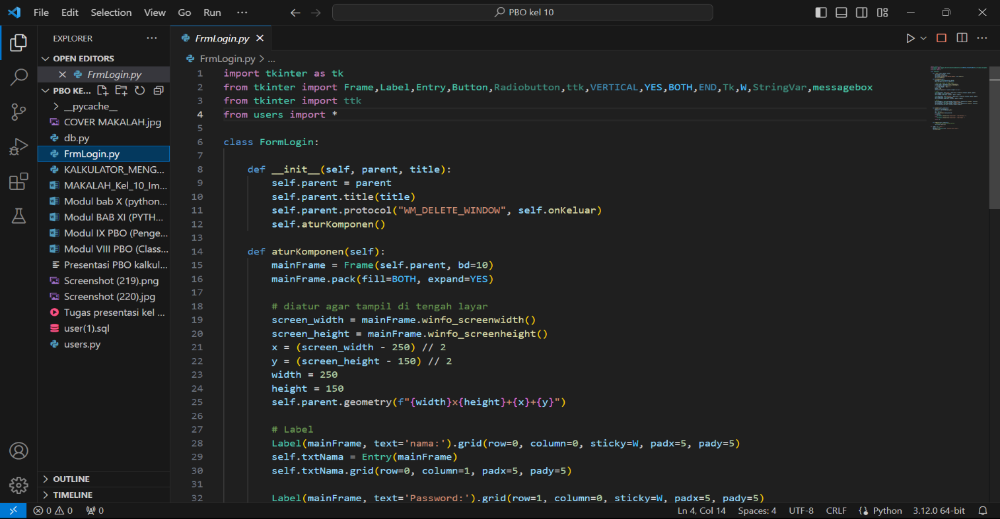 File Edit Selection View Go Run ···
PBO kel 10
EXPLORER
OPEN EDITORS
FrmLogin.py
PBO KE...
__pycache__
COVER MAKALAH.jpg
db.py
FrmLogin.py
KALKULATOR_MENG...
MAKALAH_Kel_10_Im...
Modul bab X (python...
Modul BAB XI (PYTH...
Modul IX PBO (Penge...
Modul VIII PBO (Class...
Presentasi PBO kalkul...
Screenshot (219).png
Screenshot (220).jpg
Tugas presentasi kel ...
user(1).sql
users.py
OUTLINE
TIMELINE
FrmLogin.py
FrmLogin.py > ...
1 import tkinter as tk
2 from tkinter import Frame,Label,Entry,Button,Radiobutton,ttk,VERTICAL,YES,BOTH,END,Tk,W,StringVar,messagebox
3 from tkinter import ttk
4 from users import *
5
6 class FormLogin:
7
8     def __init__(self, parent, title):
9         self.parent = parent
10         self.parent.title(title)
11         self.parent.protocol("WM_DELETE_WINDOW", self.onKeluar)
12         self.aturKomponen()
13
14     def aturKomponen(self):
15         mainFrame = Frame(self.parent, bd=10)
16         mainFrame.pack(fill=BOTH, expand=YES)
17
18         # diatur agar tampil di tengah layar
19         screen_width = mainFrame.winfo_screenwidth()
20         screen_height = mainFrame.winfo_screenheight()
21         x = (screen_width - 250) // 2
22         y = (screen_height - 150) // 2
23         width = 250
24         height = 150
25         self.parent.geometry(f"{width}x{height}+{x}+{y}")
26
27         # Label
28         Label(mainFrame, text='nama:').grid(row=0, column=0, sticky=W, padx=5, pady=5)
29         self.txtNama = Entry(mainFrame)
30         self.txtNama.grid(row=0, column=1, padx=5, pady=5)
31
32         Label(mainFrame, text='Password:').grid(row=1, column=0, sticky=W, padx=5, pady=5)
0 0 0
Ln 4, Col 14 Spaces: 4 UTF-8 CRLF Python 3.12.0 64-bit